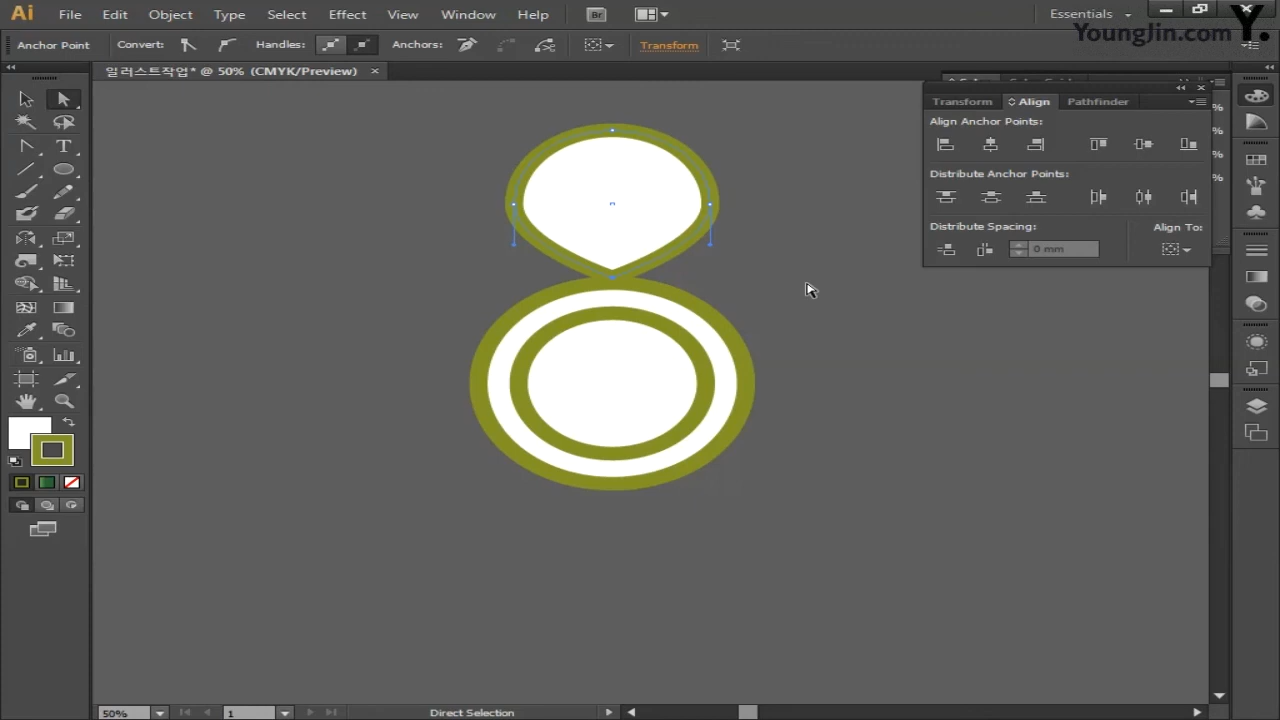 Ai File Edit Object Type Select Effect View Window Help Br Essentials
YoungJin.com Y.
Anchor Point Convert: Handles: Anchors: Transform
일러스트작업* @ 50% (CMYK/Preview) ×
Transform Align Pathfinder
Align Anchor Points:
Distribute Anchor Points:
Distribute Spacing: Align To:
0 mm
%
%
%
%
T
50% 1 Direct Selection